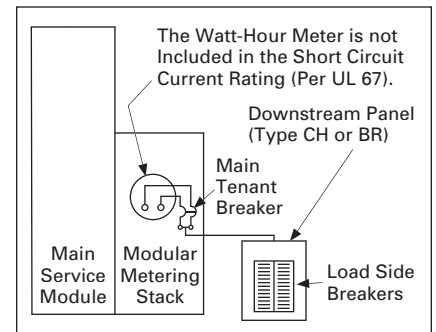 The Watt-Hour Meter is not
Included in the Short Circuit
Current Rating (Per UL 67).
Downstream Panel
(Type CH or BR)
Main
Tenant
Breaker
Main
Service
Module
Modular
Metering
Stack
Load Side
Breakers